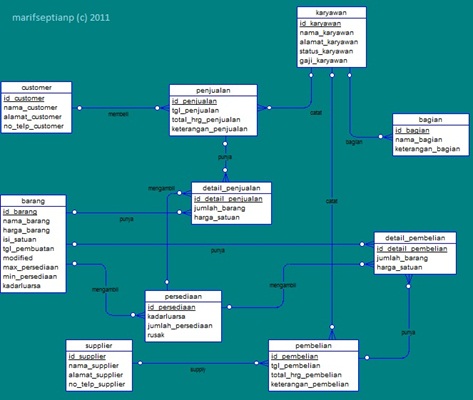 marifseptianp (c) 2011
karyawan
id_karyawan
nama_karyawan
alamat_karyawan
status_karyawan
gaji_karyawan
customer
id_customer
nama_customer
alamat_customer
no_telp_customer
membeli
penjualan
id_penjualan
tgl_penjualan
total_hrg_penjualan
keterangan_penjualan
catat
bagian
bagian
id_bagian
nama_bagian
keterangan_bagian
punya
mengambil
detail_penjualan
id_detail_penjualan
jumlah_barang
harga_satuan
barang
id_barang
nama_barang
harga_barang
isi_satuan
tgl_pembuatan
modified
max_persediaan
min_persediaan
kadarluarsa
punya
catat
punya
detail_pembelian
id_detail_pembelian
jumlah_barang
harga_satuan
mengambil
mengambil
persediaan
id_persediaan
kadarluarsa
jumlah_persediaan
rusak
punya
supplier
id_supplier
nama_supplier
alamat_supplier
no_telp_supplier
supply
pembelian
id_pembelian
tgl_pembelian
total_hrg_pembelian
keterangan_pembelian